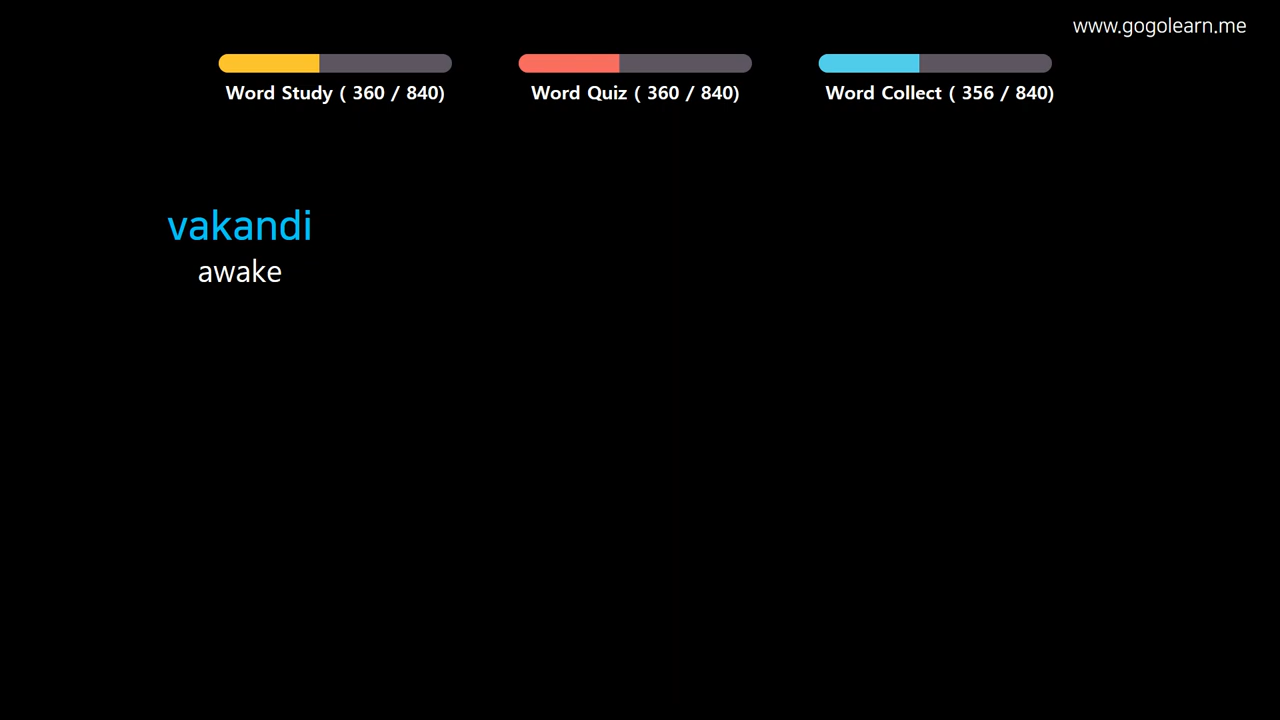 www.gogolearn.me
Word Study ( 360 / 840)
Word Quiz ( 360 / 840)
Word Collect ( 356 / 840)
vakandi
awake